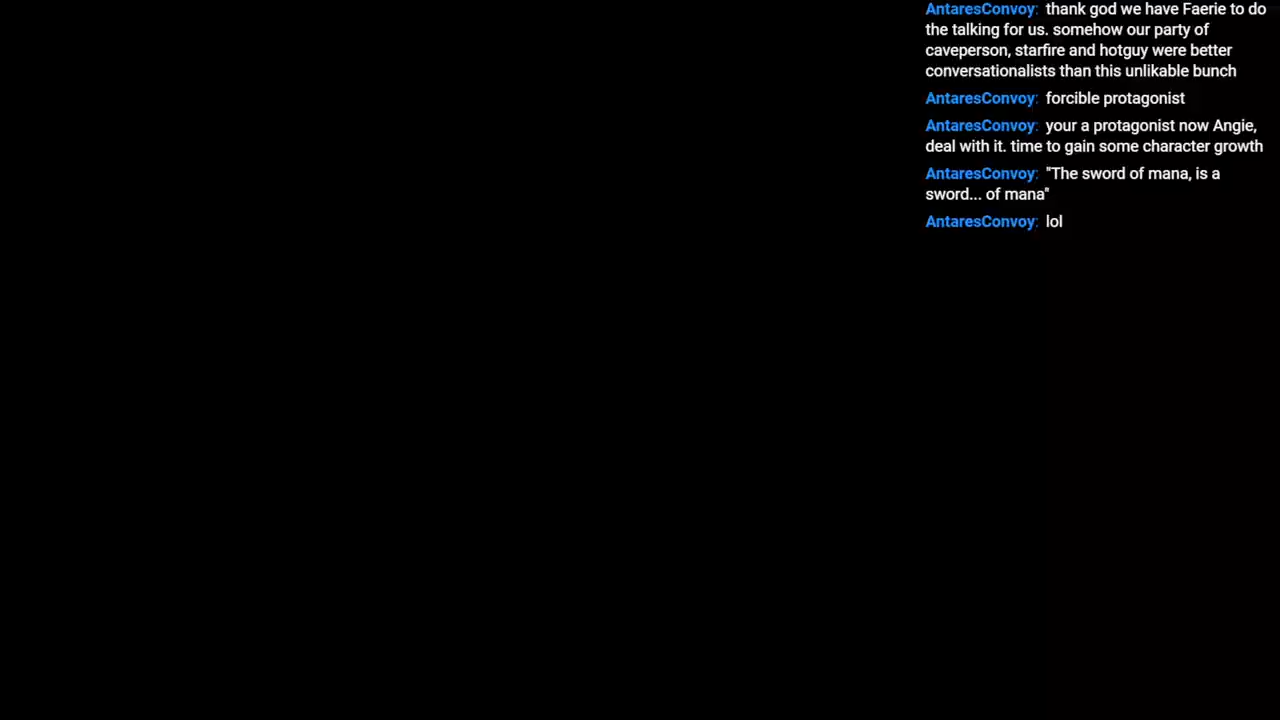 AntaresConvoy: thank god we have Faerie to do
the talking for us. somehow our party of
caveperson, starfire and hotguy were better
conversationalists than this unlikable bunch
AntaresConvoy: forcible protagonist
AntaresConvoy: your a protagonist now Angie,
deal with it. time to gain some character growth
AntaresConvoy: "The sword of mana, is a
sword... of mana"
AntaresConvoy: lol